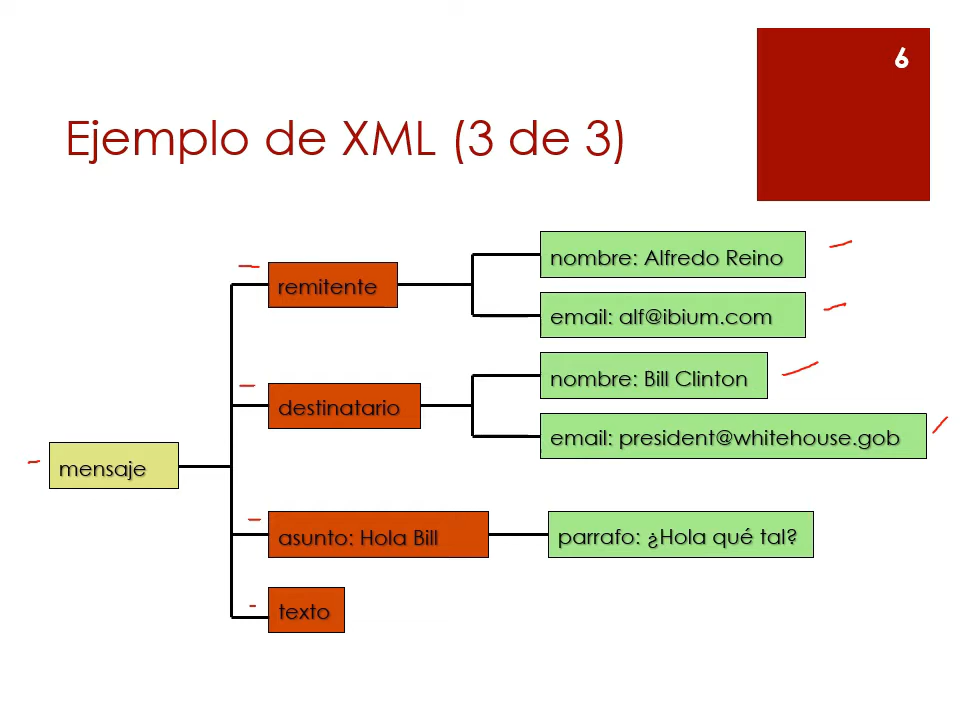 6
Ejemplo de XML (3 de 3)
nombre: Alfredo Reino
remitente
email: alf@ibium.com
nombre: Bill Clinton
destinatario
email: president@whitehouse.gob
mensaje
asunto: Hola Bill
parrafo: ¿Hola qué tal?
texto